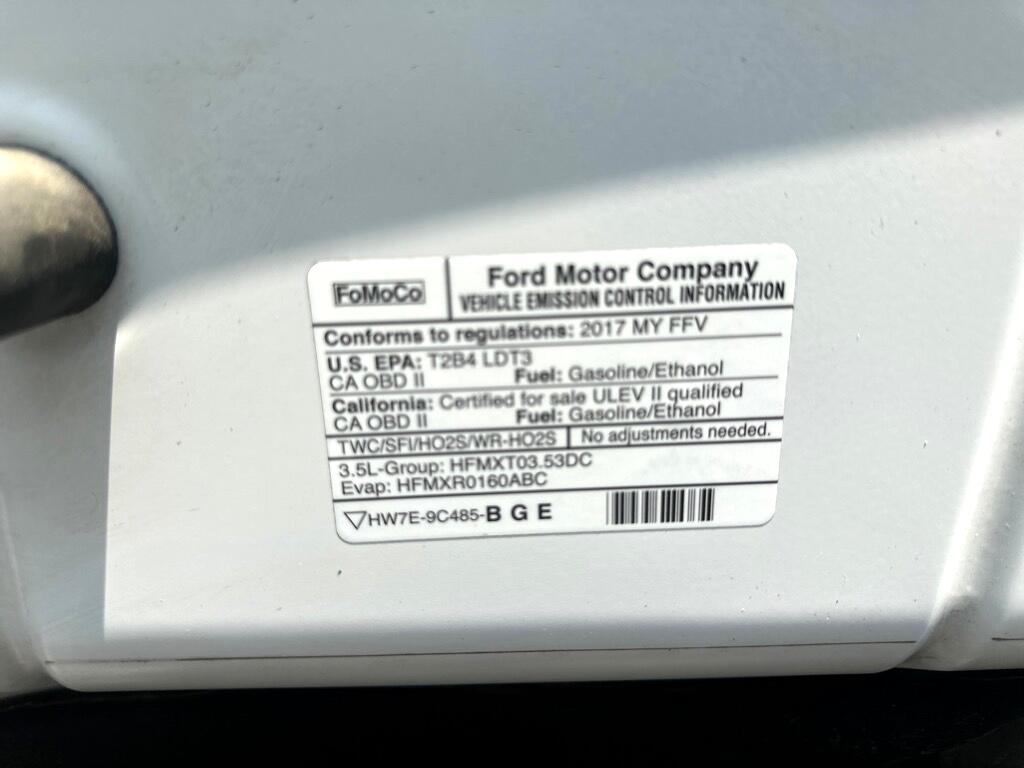 FoMoCo
Ford Motor Company
VEHICLE EMISSION CONTROL INFORMATION
Conforms to regulations: 2017 MY FFV
U.S. EPA: T2B4 LDT3
CA OBD II Fuel: Gasoline/Ethanol
California: Certified for sale ULEV II qualified
CA OBD II Fuel: Gasoline/Ethanol
TWC/SFI/HO2S/WR-HO2S No adjustments needed.
3.5L-Group: HFMXT03.53DC
Evap: HFMXR0160ABC
HW7E-9C485-B G E